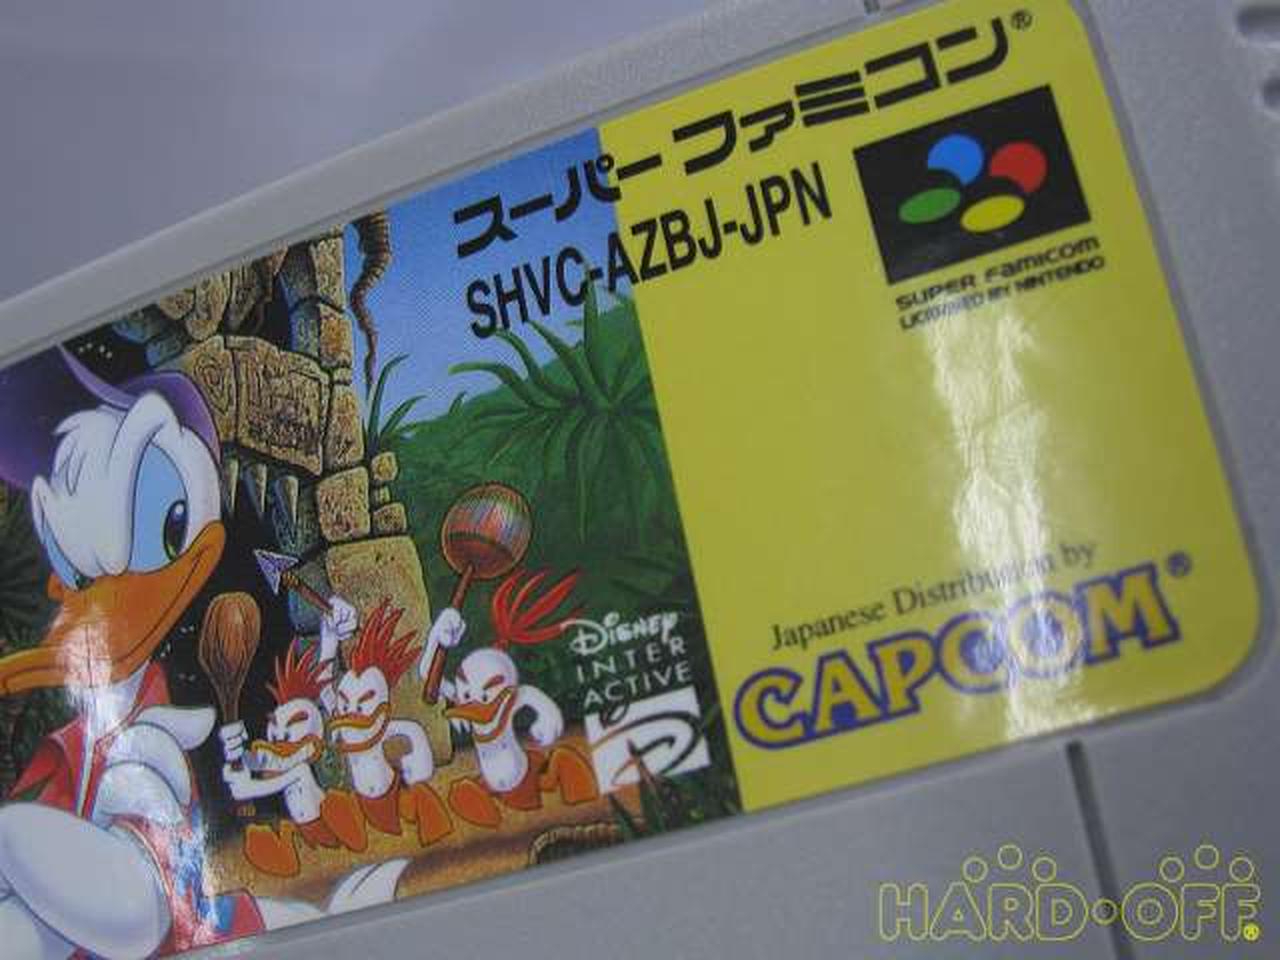 スーパーファミコン®
SHVC-AZBJ-JPN
SUPER FAMICOM
LICENSED BY NINTENDO
Japanese Distribution by
CAPCOM®
Disney
INTER
ACTIVE
HARD・OFF®